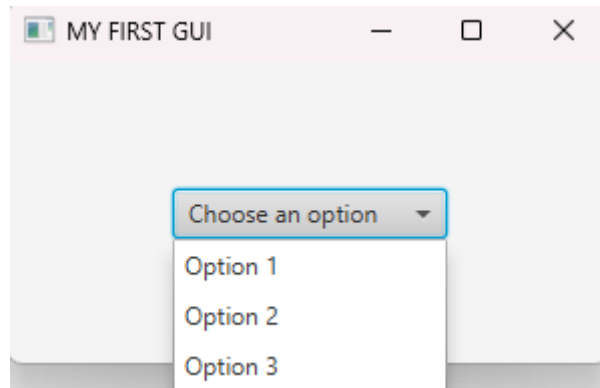 MY FIRST GUI
Choose an option
Option 1
Option 2
Option 3